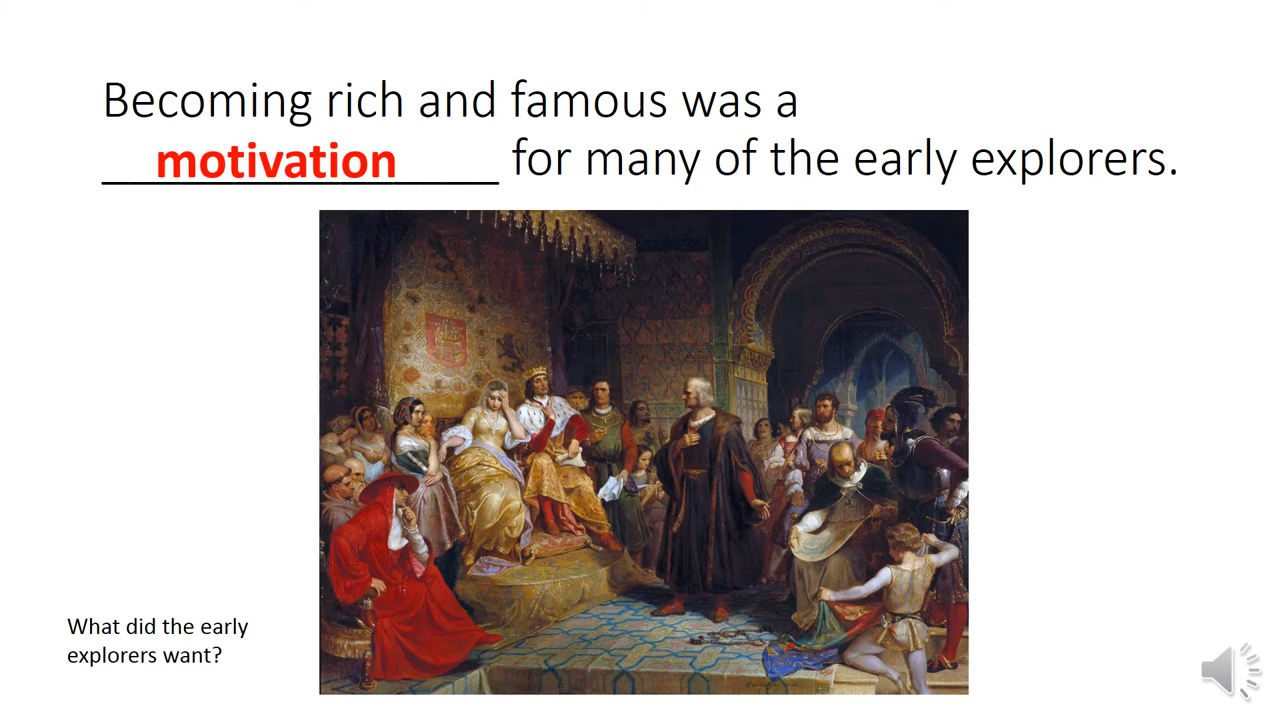 Becoming rich and famous was a
motivation for many of the early explorers.
What did the early
explorers want?